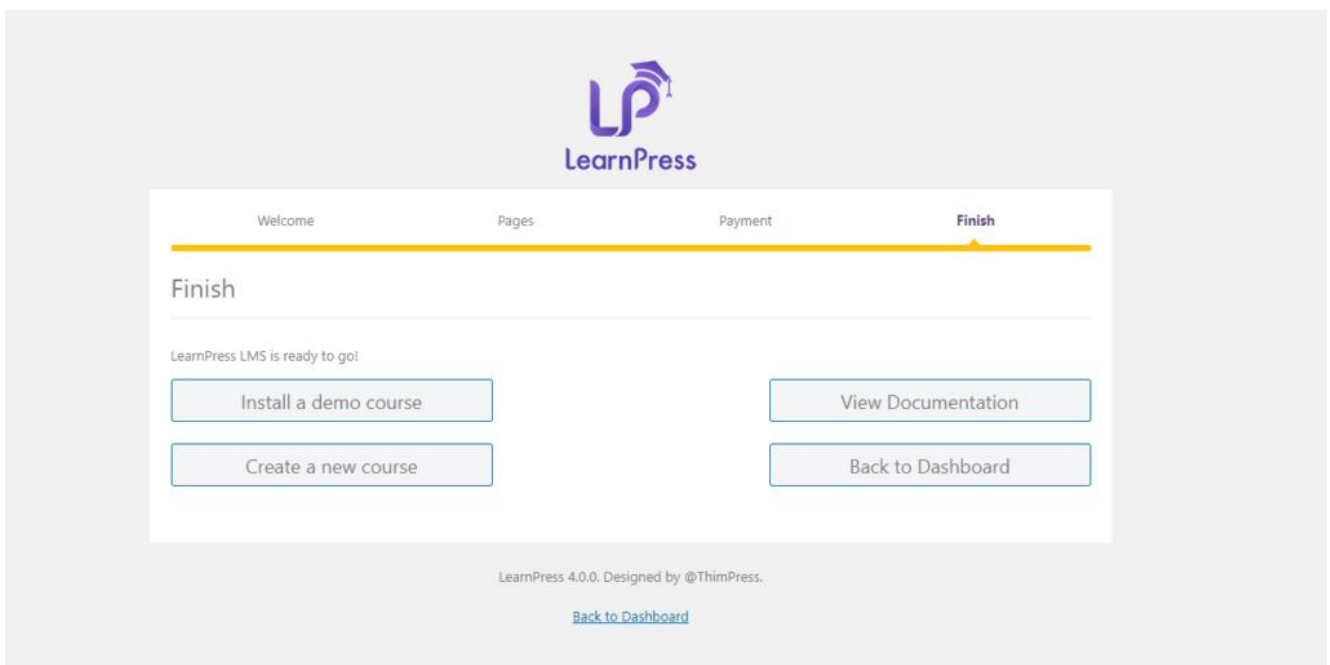 LP
LearnPress
Welcome Pages Payment Finish
Finish
LearnPress LMS is ready to go!
Install a demo course View Documentation
Create a new course Back to Dashboard
LearnPress 4.0.0. Designed by @ThimPress.
Back to Dashboard